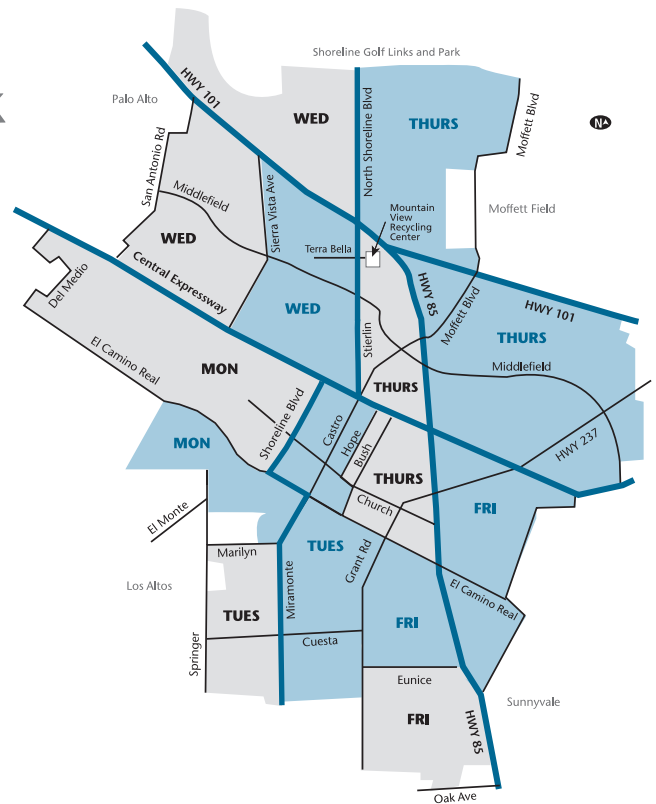 Shoreline Golf Links and Park
HWY 101
Palo Alto
WED
North Shoreline Blvd
THURS
Moffett Blvd
N
San Antonio Rd
Middlefield
Sierra Vista Ave
Mountain
View
Recycling
Center
Moffett Field
WED
Terra Bella
Central Expressway
Del Medio
HWY 85
Moffett Blvd
HWY 101
WED
Stierlin
THURS
Middlefield
El Camino Real
MON
THURS
Shoreline Blvd
Castro
Hope
Bush
HWY 237
MON
THURS
Church
FRI
El Monte
TUES
Grant Rd
Marilyn
Los Altos
Miramonte
El Camino Real
TUES
FRI
Springer
Cuesta
Eunice
Sunnyvale
FRI
HWY 85
Oak Ave